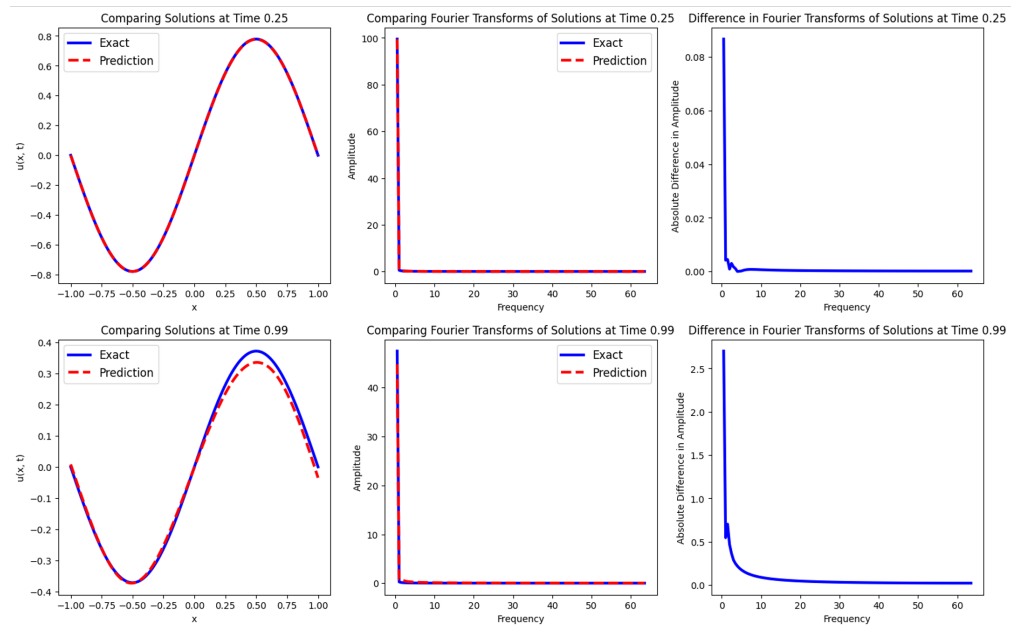 Comparing Solutions at Time 0.25
Exact
Prediction
0.8
0.6
0.4
0.2
0.0
−0.2
−0.4
−0.6
−0.8
u(x, t)
−1.00 −0.75 −0.50 −0.25 0.00 0.25 0.50 0.75 1.00
x
Comparing Fourier Transforms of Solutions at Time 0.25
Exact
Prediction
100
80
60
40
20
0
Amplitude
0 10 20 30 40 50 60
Frequency
Difference in Fourier Transforms of Solutions at Time 0.25
0.08
0.06
0.04
0.02
0.00
Absolute Difference in Amplitude
0 10 20 30 40 50 60
Frequency
Comparing Solutions at Time 0.99
Exact
Prediction
0.4
0.3
0.2
0.1
0.0
−0.1
−0.2
−0.3
−0.4
u(x, t)
−1.00 −0.75 −0.50 −0.25 0.00 0.25 0.50 0.75 1.00
x
Comparing Fourier Transforms of Solutions at Time 0.99
Exact
Prediction
40
30
20
10
0
Amplitude
0 10 20 30 40 50 60
Frequency
Difference in Fourier Transforms of Solutions at Time 0.99
2.5
2.0
1.5
1.0
0.5
0.0
Absolute Difference in Amplitude
0 10 20 30 40 50 60
Frequency